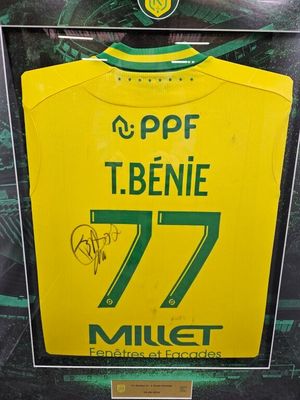 PPF
T.BÉNIE
77
MILLET
Fenêtres et Façades